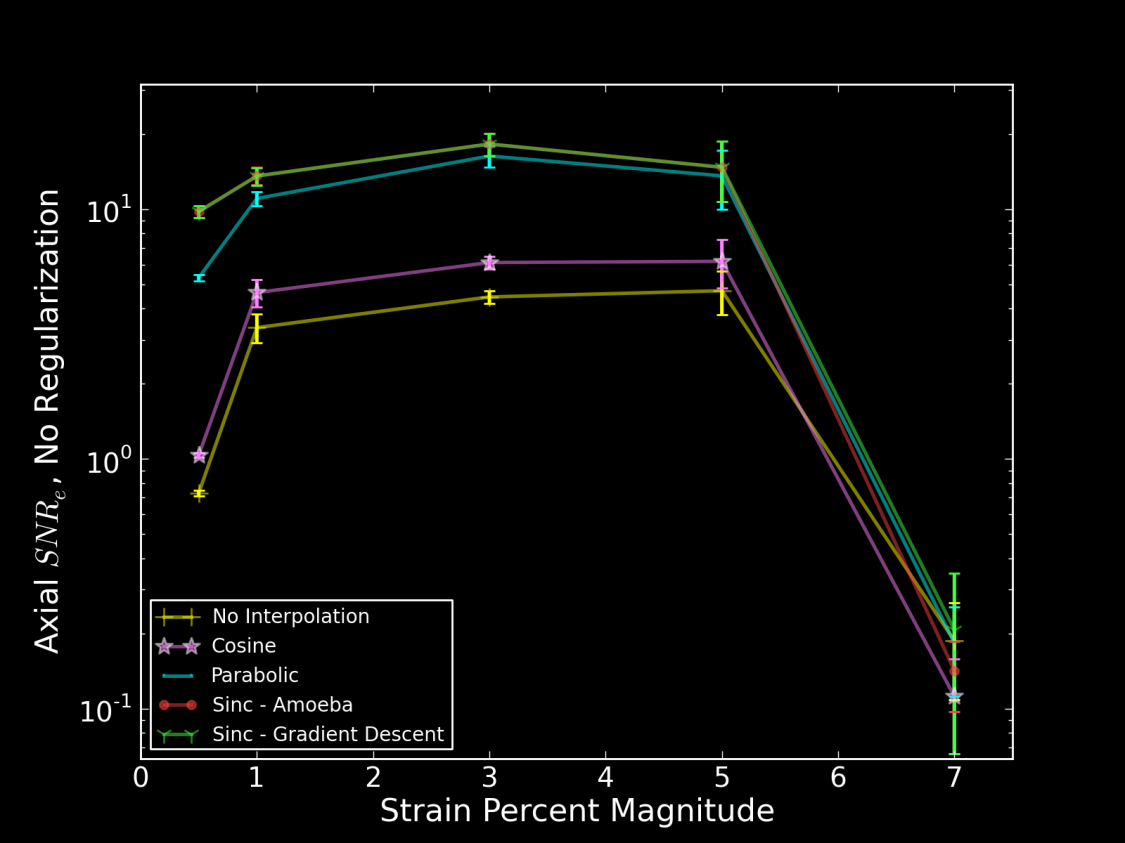 Axial SNR_e, No Regularization
10^1
10^0
10^-1
No Interpolation
Cosine
Parabolic
Sinc - Amoeba
Sinc - Gradient Descent
0 1 2 3 4 5 6 7
Strain Percent Magnitude